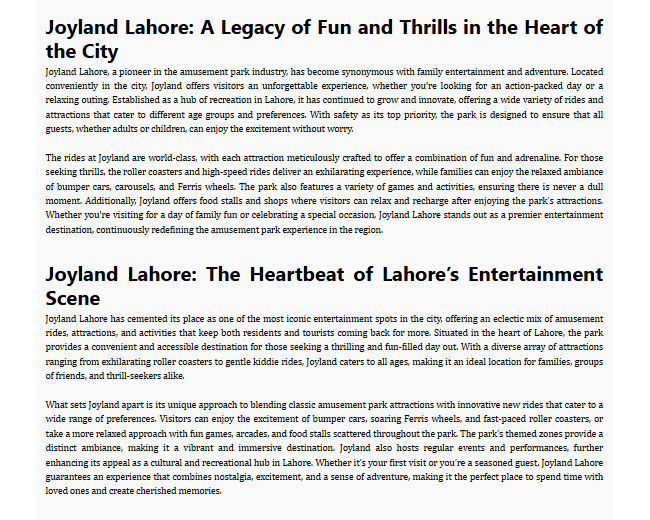 Joyland Lahore: A Legacy of Fun and Thrills in the Heart of
the City
Joyland Lahore, a pioneer in the amusement park industry, has become synonymous with family entertainment and adventure. Located
conveniently in the city, Joyland offers visitors an unforgettable experience, whether you're looking for an action-packed day or a
relaxing outing. Established as a hub of recreation in Lahore, it has continued to grow and innovate, offering a wide variety of rides and
attractions that cater to different age groups and preferences. With safety as its top priority, the park is designed to ensure that all
guests, whether adults or children, can enjoy the excitement without worry.
The rides at Joyland are world-class, with each attraction meticulously crafted to offer a combination of fun and adrenaline. For those
seeking thrills, the roller coasters and high-speed rides deliver an exhilarating experience, while families can enjoy the relaxed ambiance
of bumper cars, carousels, and Ferris wheels. The park also features a variety of games and activities, ensuring there is never a dull
moment. Additionally, Joyland offers food stalls and shops where visitors can relax and recharge after enjoying the park's attractions.
Whether you're visiting for a day of family fun or celebrating a special occasion, Joyland Lahore stands out as a premier entertainment
destination, continuously redefining the amusement park experience in the region.
Joyland Lahore: The Heartbeat of Lahore's Entertainment
Scene
Joyland Lahore has cemented its place as one of the most iconic entertainment spots in the city, offering an eclectic mix of amusement
rides, attractions, and activities that keep both residents and tourists coming back for more. Situated in the heart of Lahore, the park
provides a convenient and accessible destination for those seeking a thrilling and fun-filled day out. With a diverse array of attractions
ranging from exhilarating roller coasters to gentle kiddie rides, Joyland caters to all ages, making it an ideal location for families, groups
of friends, and thrill-seekers alike.
What sets Joyland apart is its unique approach to blending classic amusement park attractions with innovative new rides that cater to a
wide range of preferences. Visitors can enjoy the excitement of bumper cars, soaring Ferris wheels, and fast-paced roller coasters, or
take a more relaxed approach with fun games, arcades, and food stalls scattered throughout the park. The park's themed zones provide a
distinct ambiance, making it a vibrant and immersive destination. Joyland also hosts regular events and performances, further
enhancing its appeal as a cultural and recreational hub in Lahore. Whether it's your first visit or you're a seasoned guest, Joyland Lahore
guarantees an experience that combines nostalgia, excitement, and a sense of adventure, making it the perfect place to spend time with
loved ones and create cherished memories.